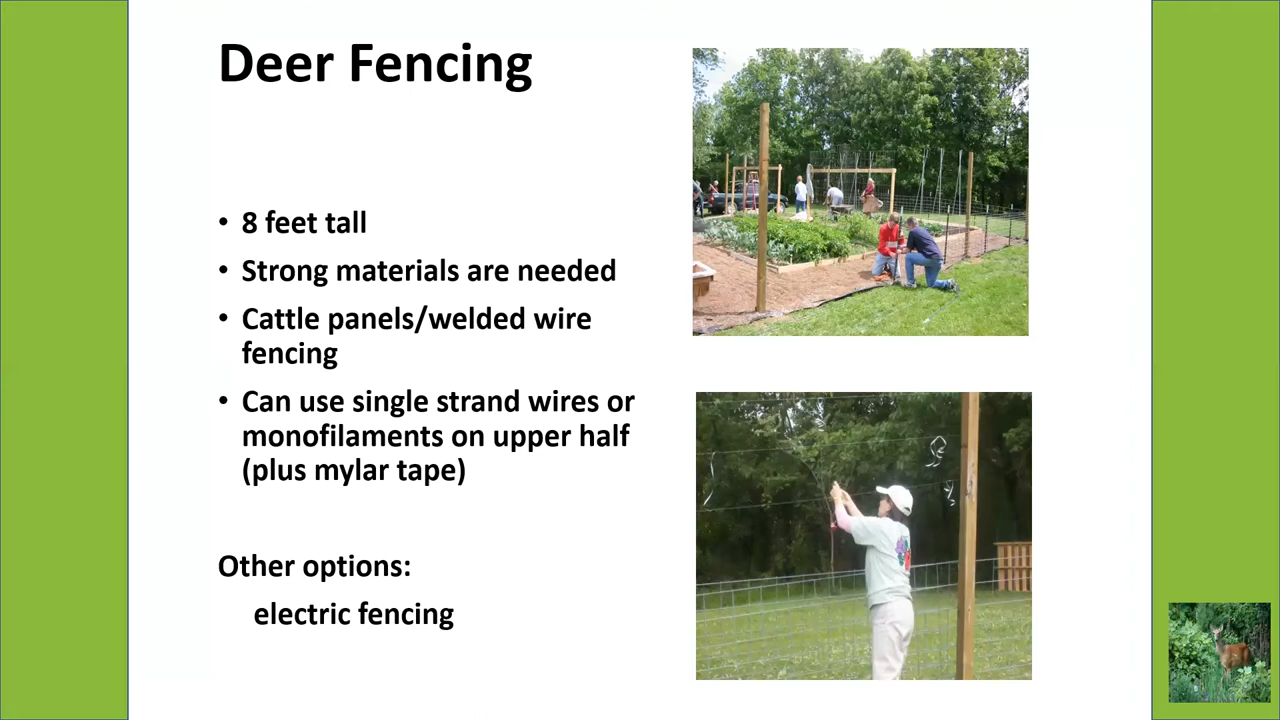 Deer Fencing
• 8 feet tall
• Strong materials are needed
• Cattle panels/welded wire
fencing
• Can use single strand wires or
monofilaments on upper half
(plus mylar tape)
Other options:
electric fencing